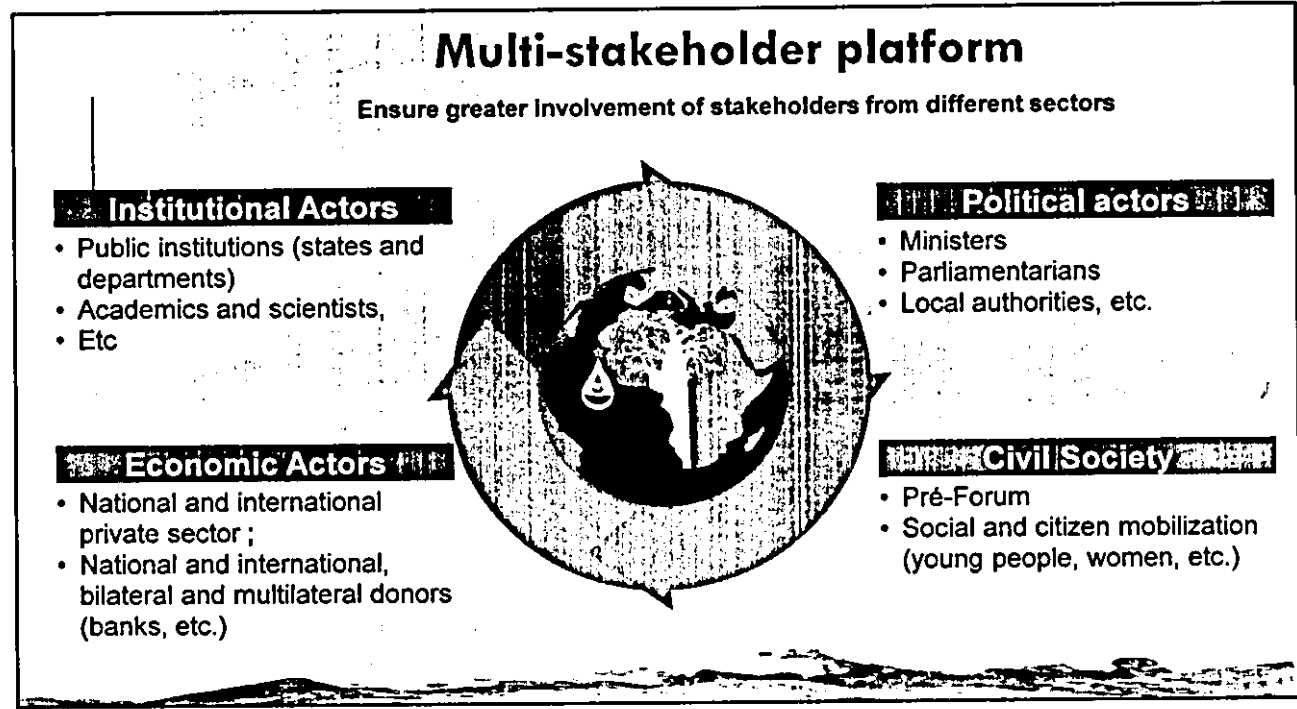 Multi-stakeholder platform
Ensure greater involvement of stakeholders from different sectors
Institutional Actors
• Public institutions (states and
departments)
• Academics and scientists,
• Etc
Political actors
• Ministers
• Parliamentarians
• Local authorities, etc.
Economic Actors
• National and international
private sector ;
• National and international,
bilateral and multilateral donors
(banks, etc.)
Civil Society
• Pré-Forum
• Social and citizen mobilization
(young people, women, etc.)